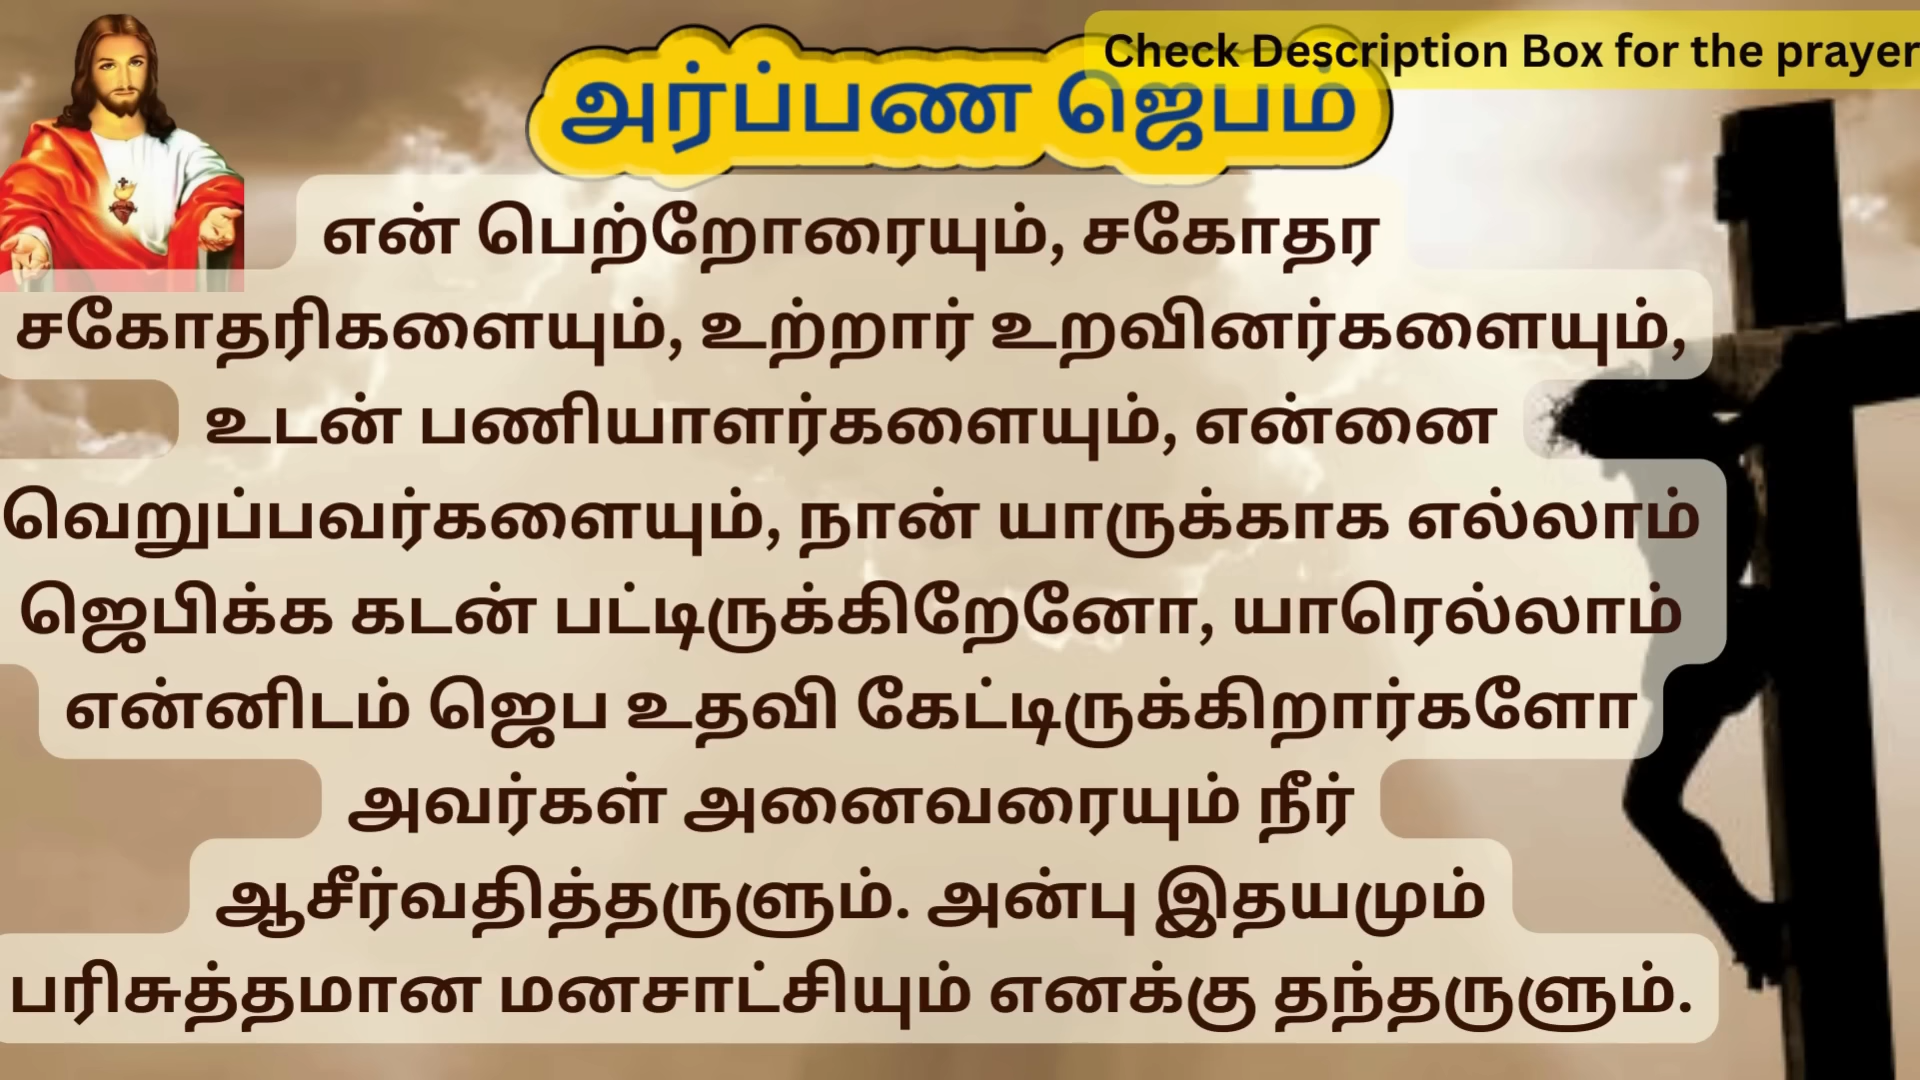 Check Description Box for the prayer
அர்ப்பண ஜெபம்
என் பெற்றோரையும், சகோதர
சகோதரிகளையும், உற்றார் உறவினர்களையும்,
உடன் பணியாளர்களையும், என்னை
வெறுப்பவர்களையும், நான் யாருக்காக எல்லாம்
ஜெபிக்க கடன் பட்டிருக்கிறேனோ, யாரெல்லாம்
என்னிடம் ஜெப உதவி கேட்டிருக்கிறார்களோ
அவர்கள் அனைவரையும் நீர்
ஆசீர்வதித்தருளும். அன்பு இதயமும்
பரிசுத்தமான மனசாட்சியும் எனக்கு தந்தருளும்.